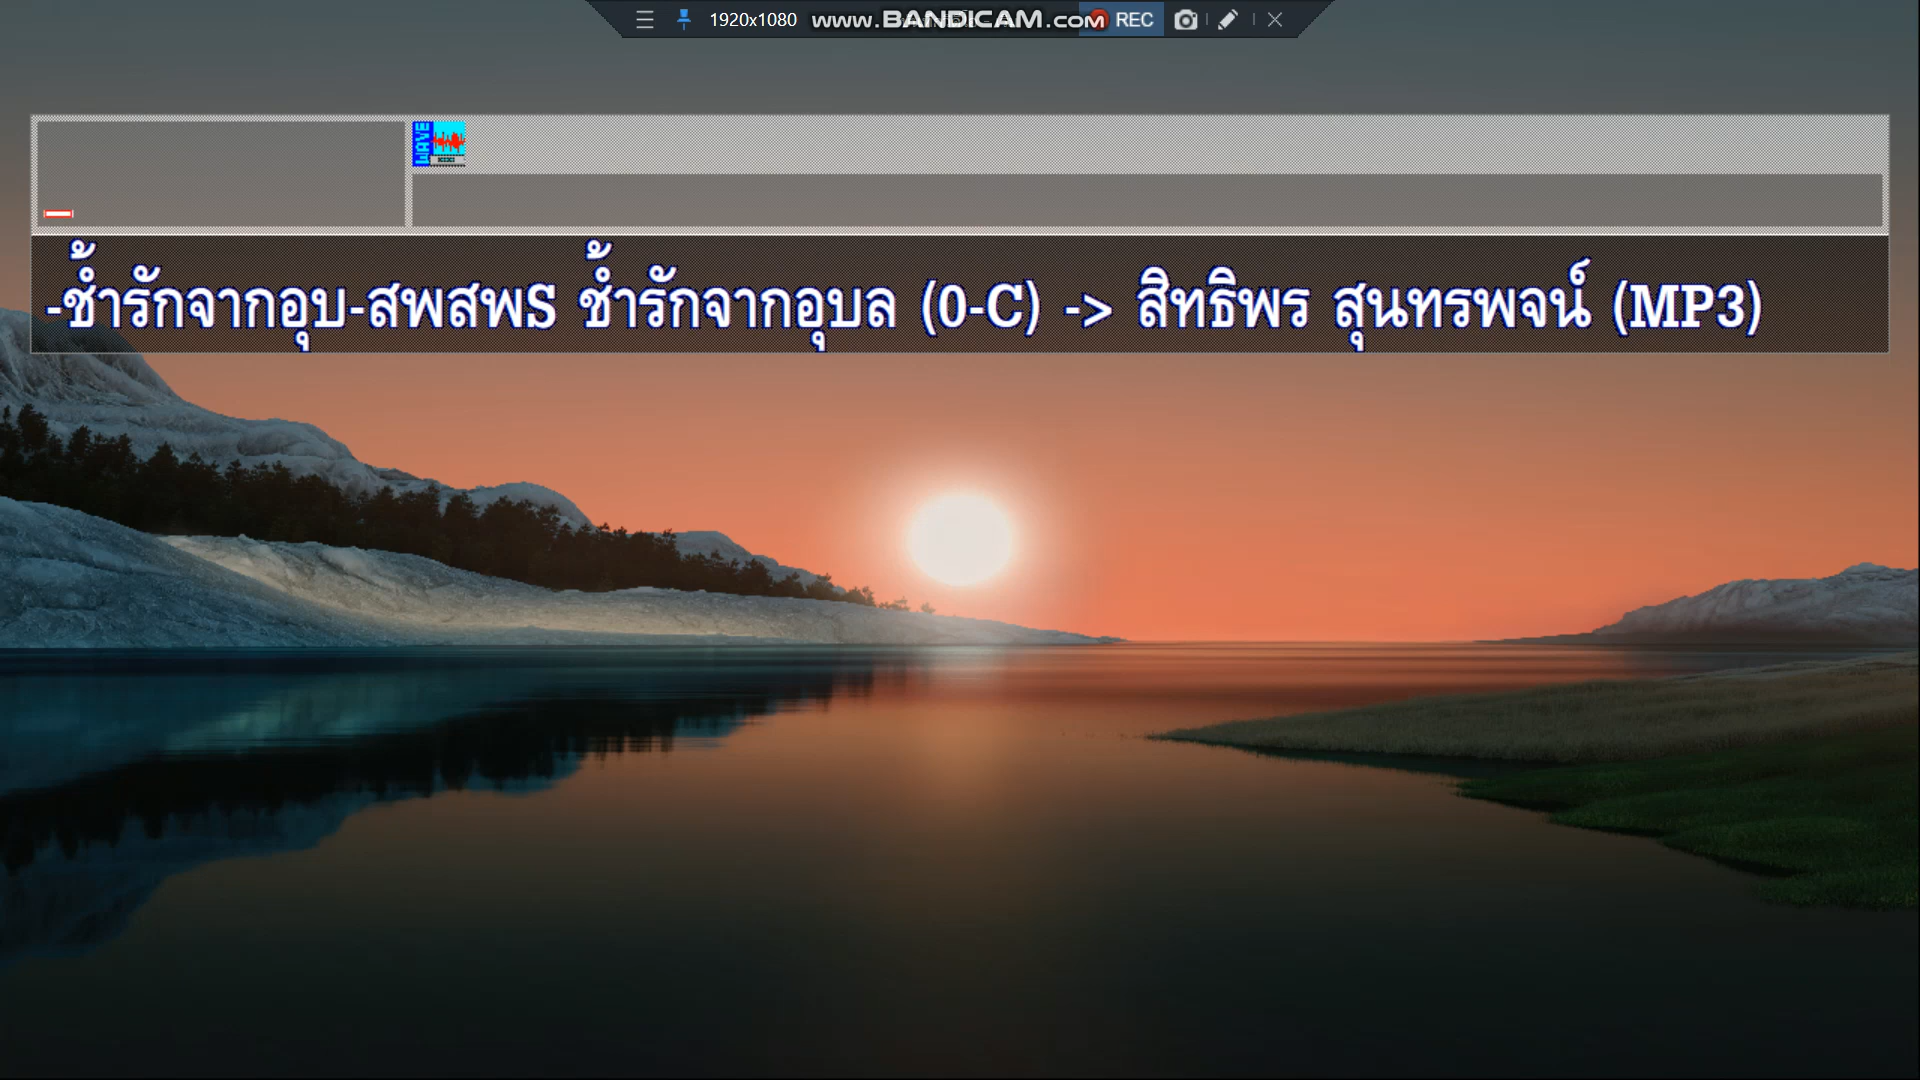 1920x1080 www.BANDICAM.com REC
WAVE
-ช้ำรักจากอุบ-สพสพS ช้ำรักจากอุบล (0-C) -> สิทธิพร สุนทรพจน์ (MP3)